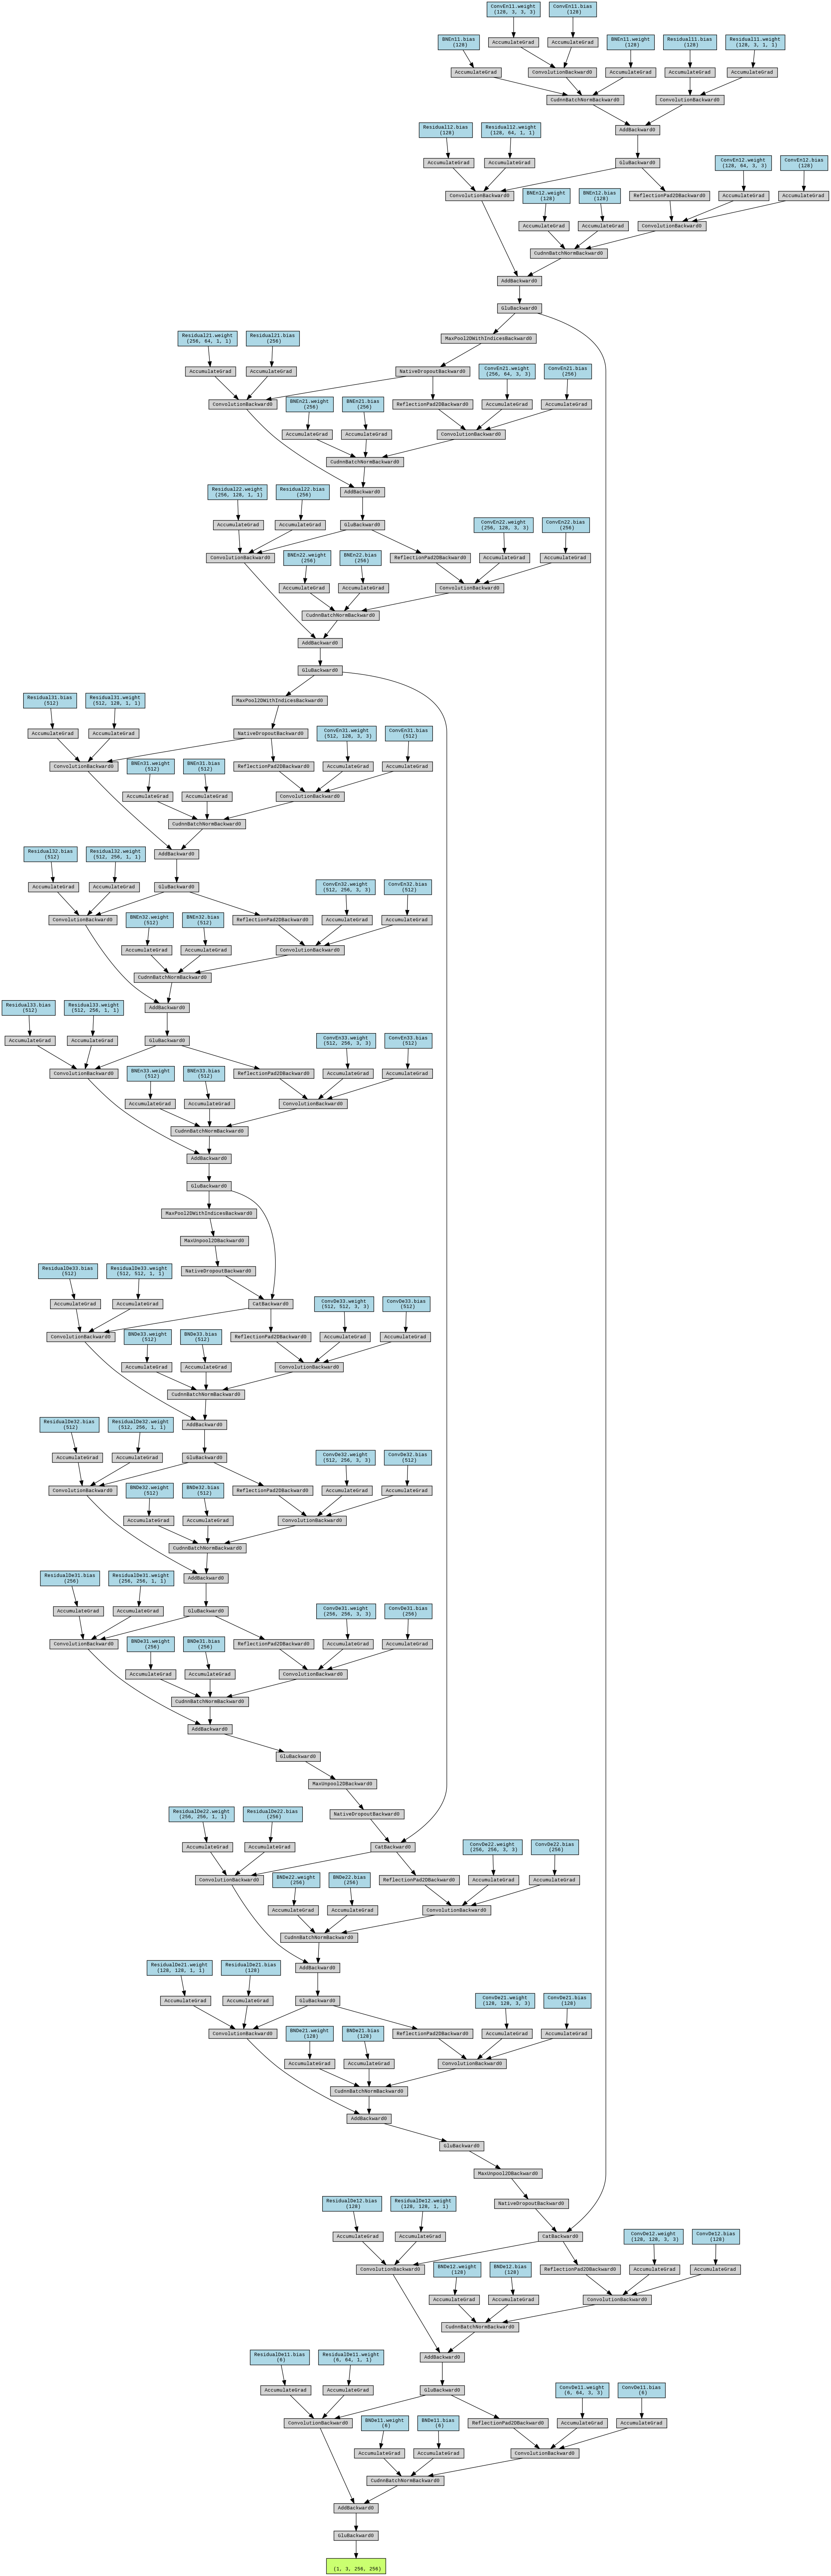 ConvEn11.weight
(128, 3, 3, 3)
ConvEn11.bias
(128)
BNEn11.bias
(128)
AccumulateGrad
AccumulateGrad
BNEn11.weight
(128)
Residual11.bias
(128)
Residual11.weight
(128, 3, 1, 1)
AccumulateGrad
ConvolutionBackward0
AccumulateGrad
AccumulateGrad
AccumulateGrad
CudnnBatchNormBackward0
ConvolutionBackward0
AddBackward0
Residual12.bias
(128)
Residual12.weight
(128, 64, 1, 1)
AccumulateGrad
AccumulateGrad
GluBackward0
ConvEn12.weight
(128, 64, 3, 3)
ConvEn12.bias
(128)
ConvolutionBackward0
BNEn12.weight
(128)
BNEn12.bias
(128)
ReflectionPad2DBackward0
AccumulateGrad
AccumulateGrad
AccumulateGrad
AccumulateGrad
ConvolutionBackward0
CudnnBatchNormBackward0
AddBackward0
GluBackward0
Residual21.weight
(256, 64, 1, 1)
Residual21.bias
(256)
MaxPool2DWithIndicesBackward0
AccumulateGrad
AccumulateGrad
NativeDropoutBackward0
ConvEn21.weight
(256, 64, 3, 3)
ConvEn21.bias
(256)
ConvolutionBackward0
BNEn21.weight
(256)
BNEn21.bias
(256)
ReflectionPad2DBackward0
AccumulateGrad
AccumulateGrad
AccumulateGrad
AccumulateGrad
ConvolutionBackward0
CudnnBatchNormBackward0
AddBackward0
Residual22.weight
(256, 128, 1, 1)
Residual22.bias
(256)
AccumulateGrad
AccumulateGrad
GluBackward0
ConvEn22.weight
(256, 128, 3, 3)
ConvEn22.bias
(256)
ConvolutionBackward0
BNEn22.weight
(256)
BNEn22.bias
(256)
ReflectionPad2DBackward0
AccumulateGrad
AccumulateGrad
AccumulateGrad
AccumulateGrad
ConvolutionBackward0
CudnnBatchNormBackward0
AddBackward0
GluBackward0
Residual31.bias
(512)
Residual31.weight
(512, 128, 1, 1)
MaxPool2DWithIndicesBackward0
AccumulateGrad
AccumulateGrad
NativeDropoutBackward0
ConvEn31.weight
(512, 128, 3, 3)
ConvEn31.bias
(512)
ConvolutionBackward0
BNEn31.weight
(512)
BNEn31.bias
(512)
ReflectionPad2DBackward0
AccumulateGrad
AccumulateGrad
AccumulateGrad
AccumulateGrad
ConvolutionBackward0
CudnnBatchNormBackward0
AddBackward0
Residual32.bias
(512)
Residual32.weight
(512, 256, 1, 1)
AccumulateGrad
AccumulateGrad
GluBackward0
ConvEn32.weight
(512, 256, 3, 3)
ConvEn32.bias
(512)
ConvolutionBackward0
BNEn32.weight
(512)
BNEn32.bias
(512)
ReflectionPad2DBackward0
AccumulateGrad
AccumulateGrad
AccumulateGrad
AccumulateGrad
ConvolutionBackward0
CudnnBatchNormBackward0
AddBackward0
Residual33.bias
(512)
Residual33.weight
(512, 256, 1, 1)
AccumulateGrad
AccumulateGrad
GluBackward0
ConvEn33.weight
(512, 256, 3, 3)
ConvEn33.bias
(512)
ConvolutionBackward0
BNEn33.weight
(512)
BNEn33.bias
(512)
ReflectionPad2DBackward0
AccumulateGrad
AccumulateGrad
AccumulateGrad
AccumulateGrad
ConvolutionBackward0
CudnnBatchNormBackward0
AddBackward0
GluBackward0
MaxPool2DWithIndicesBackward0
MaxUnpool2DBackward0
ResidualDe33.bias
(512)
ResidualDe33.weight
(512, 512, 1, 1)
NativeDropoutBackward0
AccumulateGrad
AccumulateGrad
CatBackward0
ConvDe33.weight
(512, 512, 3, 3)
ConvDe33.bias
(512)
ConvolutionBackward0
BNDe33.weight
(512)
BNDe33.bias
(512)
ReflectionPad2DBackward0
AccumulateGrad
AccumulateGrad
AccumulateGrad
AccumulateGrad
ConvolutionBackward0
CudnnBatchNormBackward0
AddBackward0
ResidualDe32.bias
(512)
ResidualDe32.weight
(512, 256, 1, 1)
AccumulateGrad
AccumulateGrad
GluBackward0
ConvDe32.weight
(512, 256, 3, 3)
ConvDe32.bias
(512)
ConvolutionBackward0
BNDe32.weight
(512)
BNDe32.bias
(512)
ReflectionPad2DBackward0
AccumulateGrad
AccumulateGrad
AccumulateGrad
AccumulateGrad
ConvolutionBackward0
CudnnBatchNormBackward0
AddBackward0
ResidualDe31.bias
(256)
ResidualDe31.weight
(256, 256, 1, 1)
AccumulateGrad
AccumulateGrad
GluBackward0
ConvDe31.weight
(256, 256, 3, 3)
ConvDe31.bias
(256)
ConvolutionBackward0
BNDe31.weight
(256)
BNDe31.bias
(256)
ReflectionPad2DBackward0
AccumulateGrad
AccumulateGrad
AccumulateGrad
AccumulateGrad
ConvolutionBackward0
CudnnBatchNormBackward0
AddBackward0
GluBackward0
MaxUnpool2DBackward0
ResidualDe22.weight
(256, 256, 1, 1)
ResidualDe22.bias
(256)
NativeDropoutBackward0
AccumulateGrad
AccumulateGrad
CatBackward0
ConvDe22.weight
(256, 256, 3, 3)
ConvDe22.bias
(256)
ConvolutionBackward0
BNDe22.weight
(256)
BNDe22.bias
(256)
ReflectionPad2DBackward0
AccumulateGrad
AccumulateGrad
AccumulateGrad
AccumulateGrad
ConvolutionBackward0
CudnnBatchNormBackward0
AddBackward0
ResidualDe21.weight
(128, 128, 1, 1)
ResidualDe21.bias
(128)
AccumulateGrad
AccumulateGrad
GluBackward0
ConvDe21.weight
(128, 128, 3, 3)
ConvDe21.bias
(128)
ConvolutionBackward0
BNDe21.weight
(128)
BNDe21.bias
(128)
ReflectionPad2DBackward0
AccumulateGrad
AccumulateGrad
AccumulateGrad
AccumulateGrad
ConvolutionBackward0
CudnnBatchNormBackward0
AddBackward0
GluBackward0
MaxUnpool2DBackward0
ResidualDe12.bias
(128)
ResidualDe12.weight
(128, 128, 1, 1)
NativeDropoutBackward0
AccumulateGrad
AccumulateGrad
CatBackward0
ConvDe12.weight
(128, 128, 3, 3)
ConvDe12.bias
(128)
ConvolutionBackward0
BNDe12.weight
(128)
BNDe12.bias
(128)
ReflectionPad2DBackward0
AccumulateGrad
AccumulateGrad
AccumulateGrad
AccumulateGrad
ConvolutionBackward0
CudnnBatchNormBackward0
AddBackward0
ResidualDe11.bias
(6)
ResidualDe11.weight
(6, 64, 1, 1)
AccumulateGrad
AccumulateGrad
GluBackward0
ConvDe11.weight
(6, 64, 3, 3)
ConvDe11.bias
(6)
ConvolutionBackward0
BNDe11.weight
(6)
BNDe11.bias
(6)
ReflectionPad2DBackward0
AccumulateGrad
AccumulateGrad
AccumulateGrad
AccumulateGrad
ConvolutionBackward0
CudnnBatchNormBackward0
AddBackward0
GluBackward0
(1, 3, 256, 256)